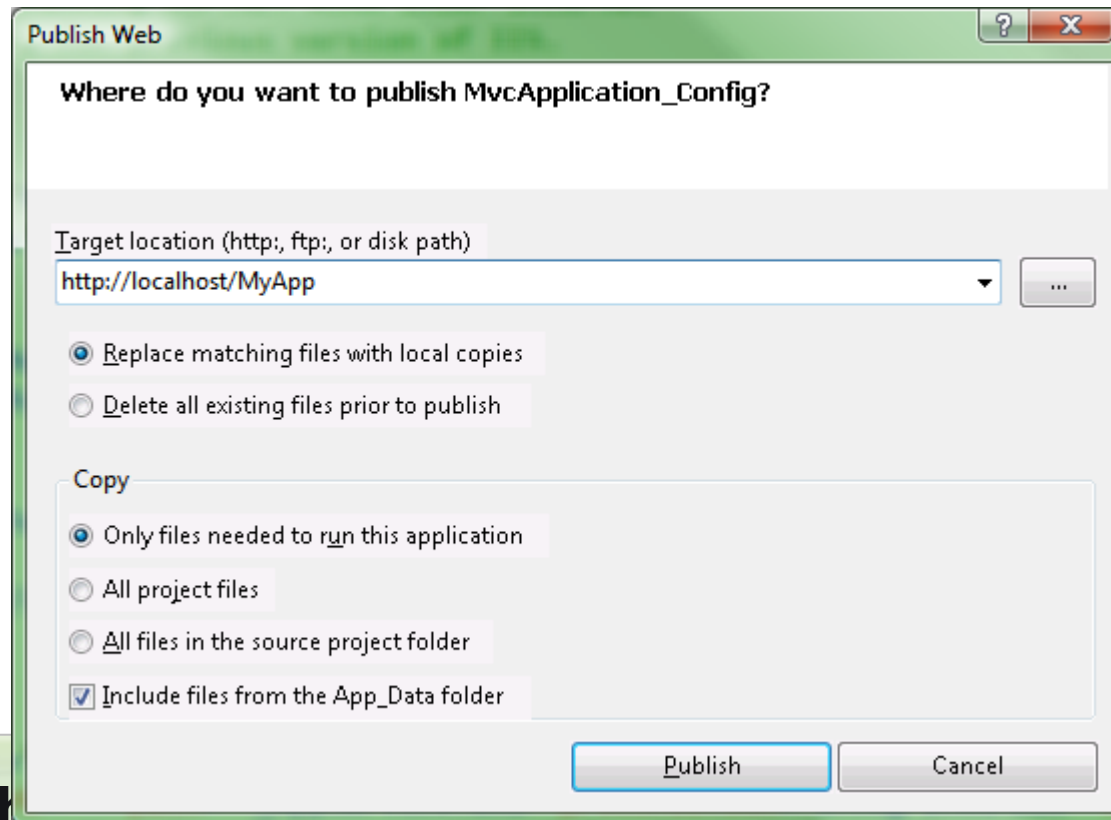 Publish Web
Where do you want to publish MvcApplication_Config?
Target location (http:, ftp:, or disk path)
http://localhost/MyApp
...
Replace matching files with local copies
Delete all existing files prior to publish
Copy
Only files needed to run this application
All project files
All files in the source project folder
Include files from the App_Data folder
Publish
Cancel